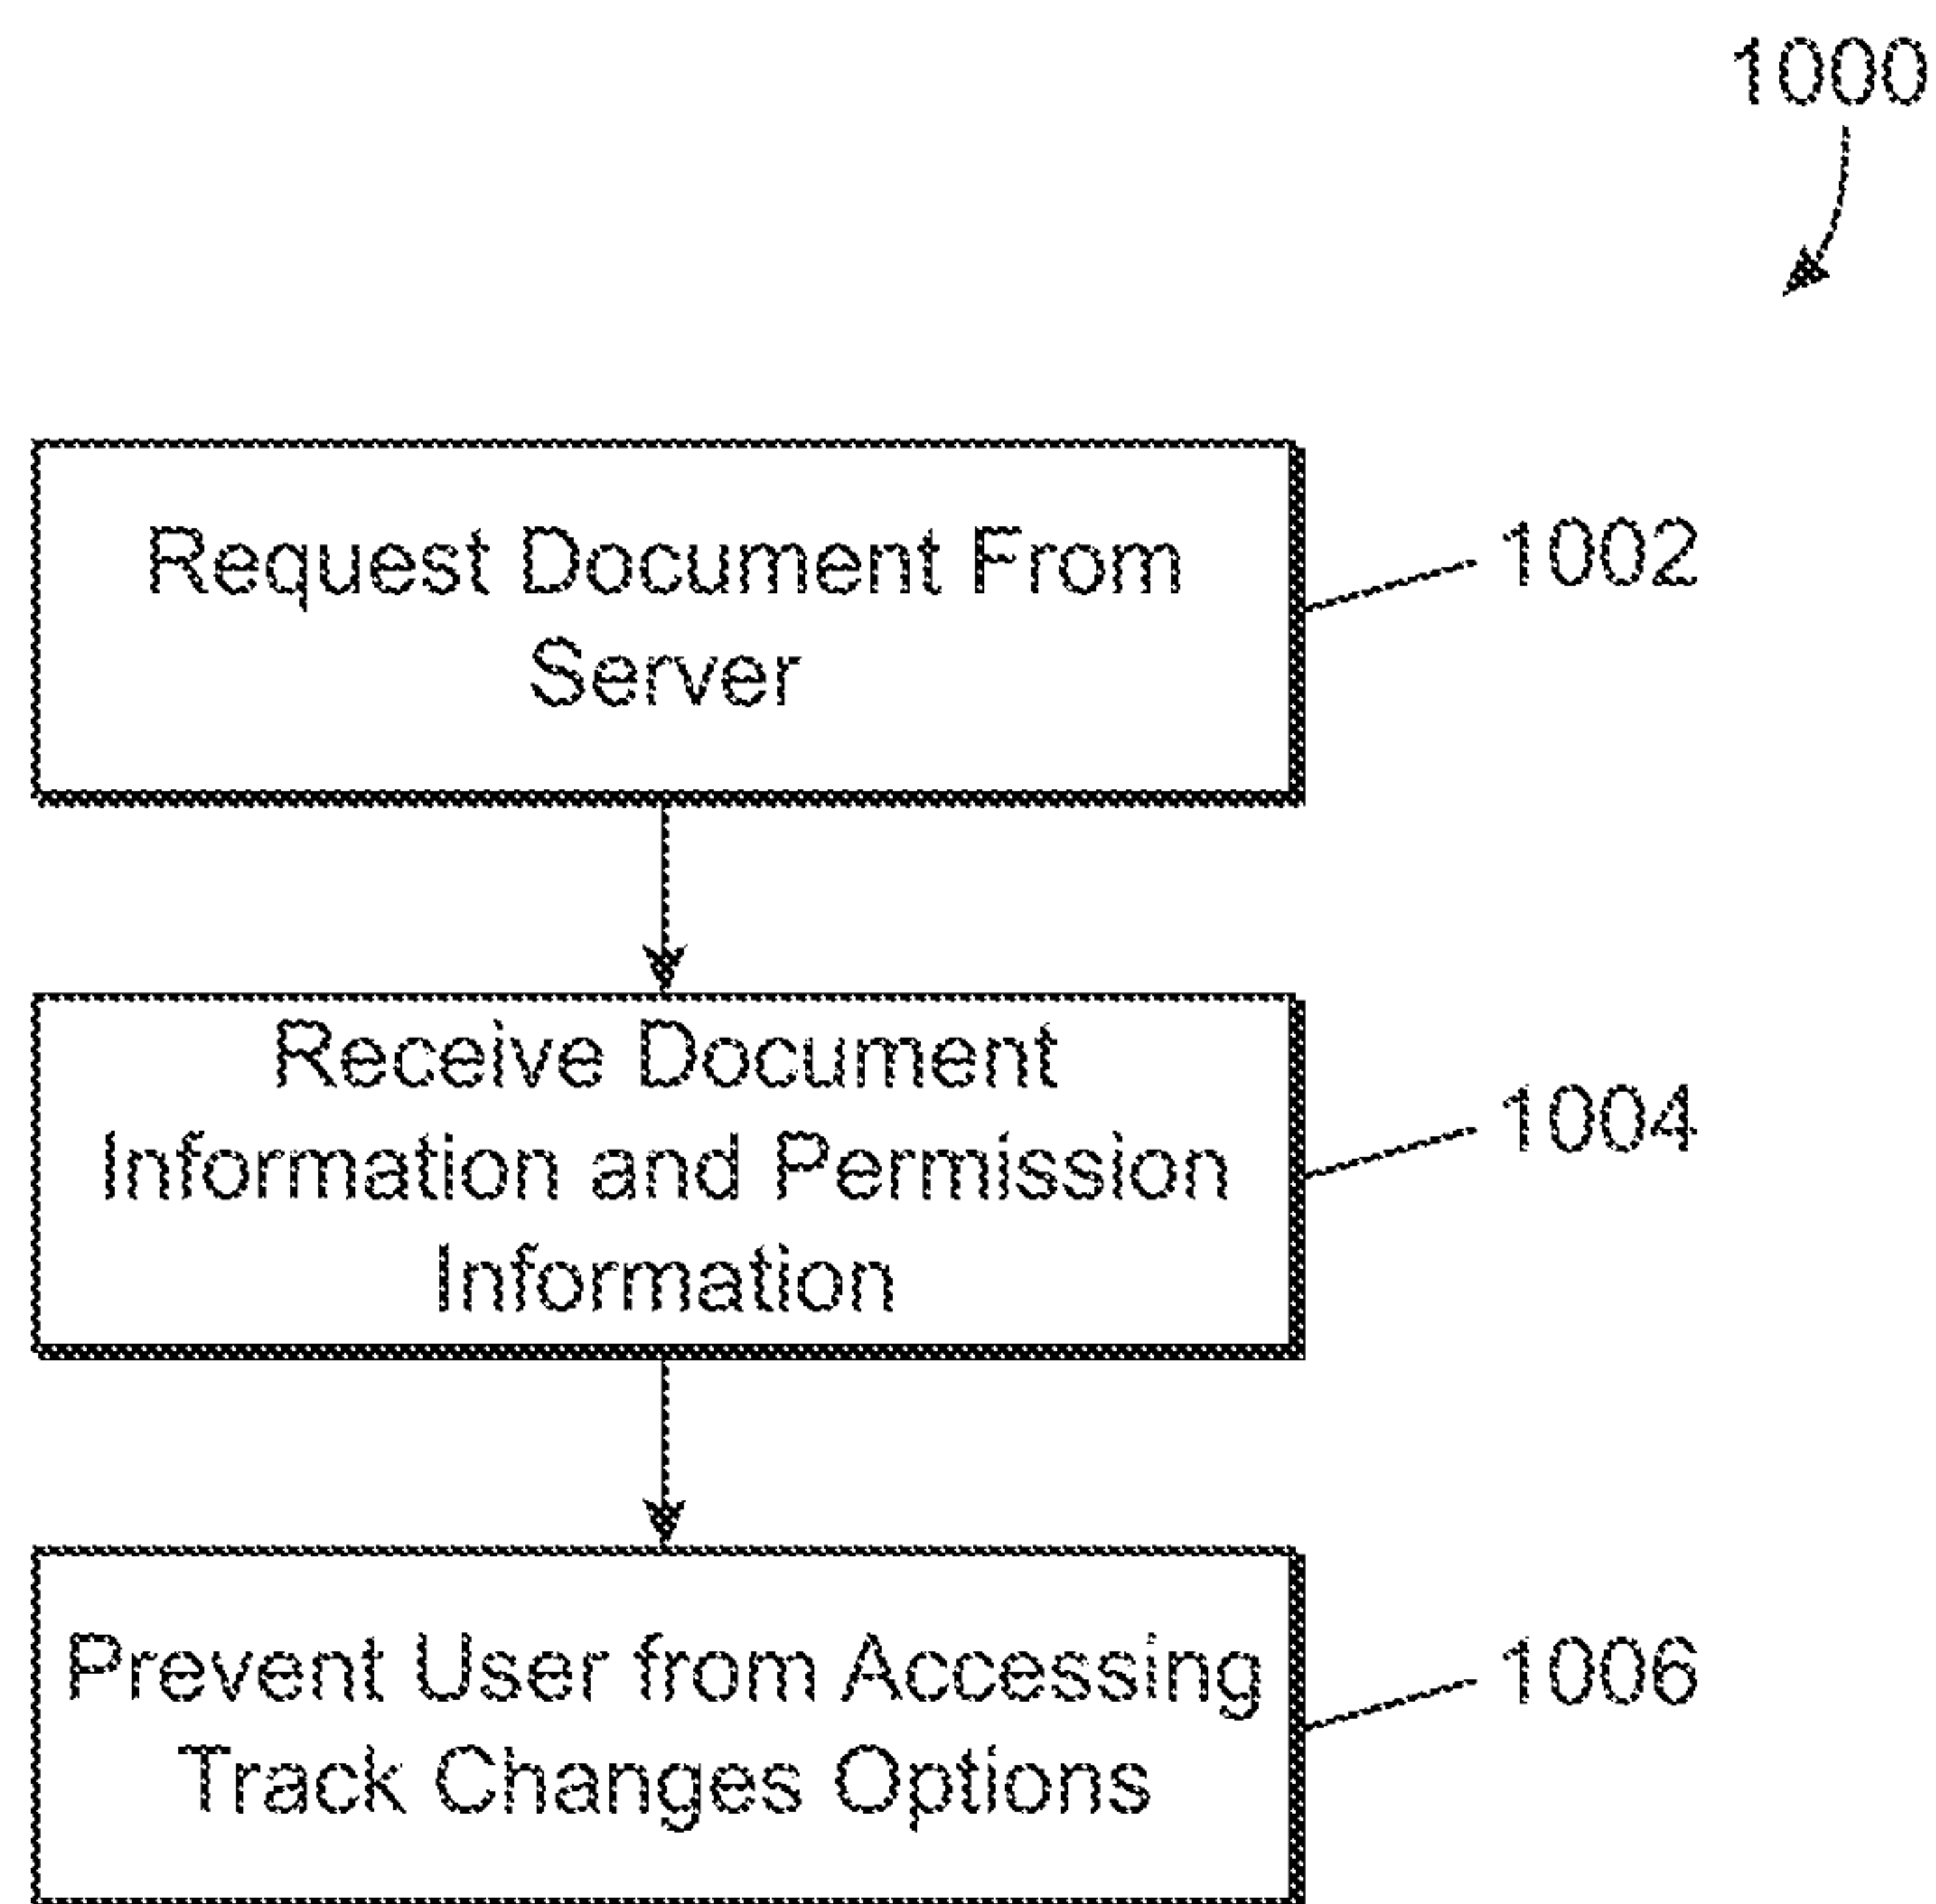 1000
Request Document From
Server
1002
Receive Document
Information and Permission
Information
1004
Prevent User from Accessing
Track Changes Options
1006